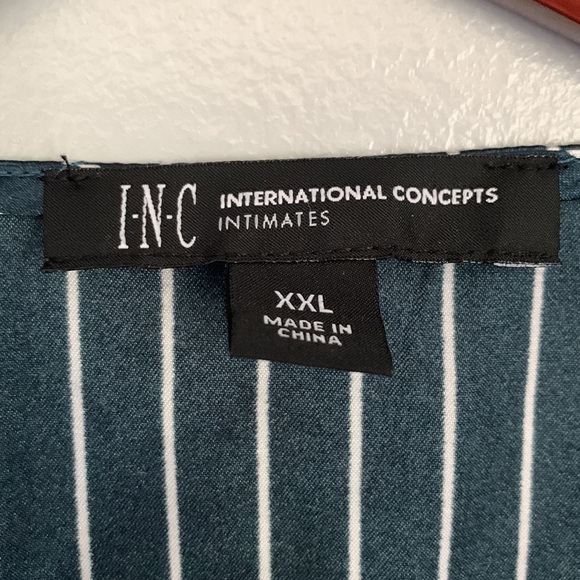 I-N-C INTERNATIONAL CONCEPTS
INTIMATES
XXL
MADE IN
CHINA